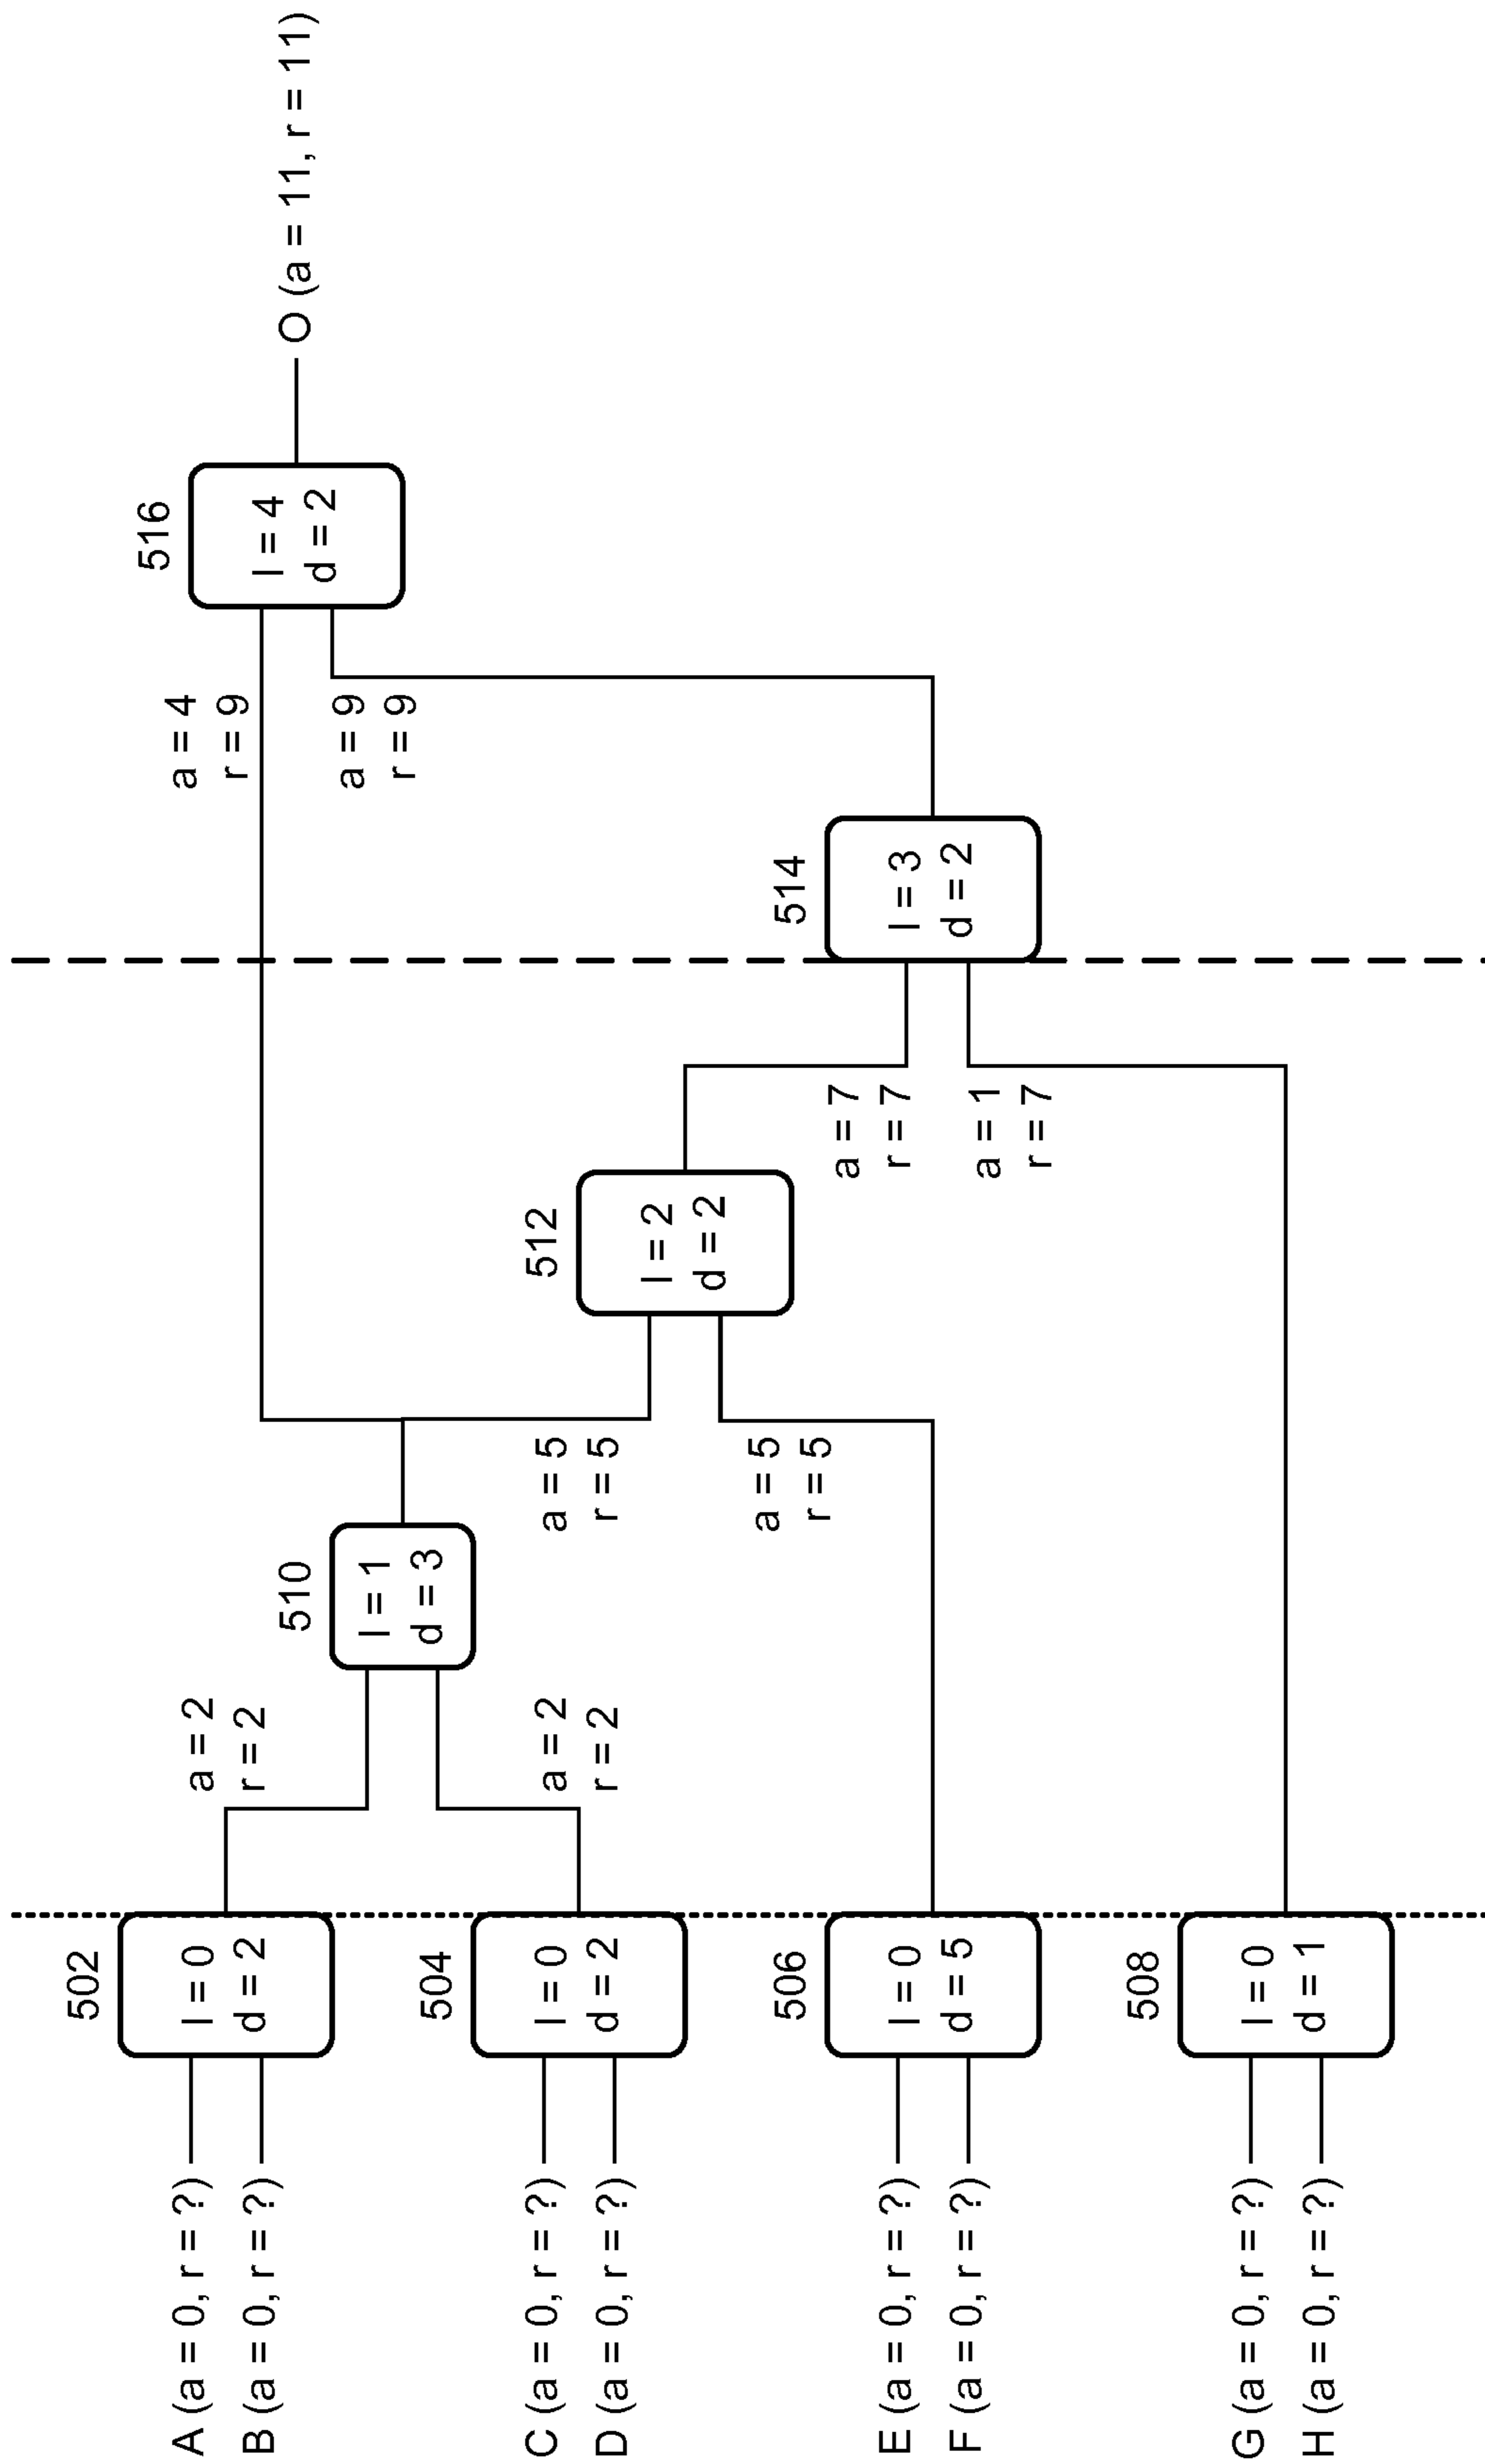 A (a = 0, r = ?)
B (a = 0, r = ?)
502
l = 0
d = 2
C (a = 0, r = ?)
D (a = 0, r = ?)
504
l = 0
d = 2
E (a = 0, r = ?)
F (a = 0, r = ?)
506
l = 0
d = 5
G (a = 0, r = ?)
H (a = 0, r = ?)
508
l = 0
d = 1
a = 2
r = 2
a = 2
r = 2
510
l = 1
d = 3
a = 5
r = 5
a = 5
r = 5
512
l = 2
d = 2
a = 7
r = 7
a = 1
r = 7
514
l = 3
d = 2
a = 4
r = 9
a = 9
r = 9
516
l = 4
d = 2
O (a = 11, r = 11)